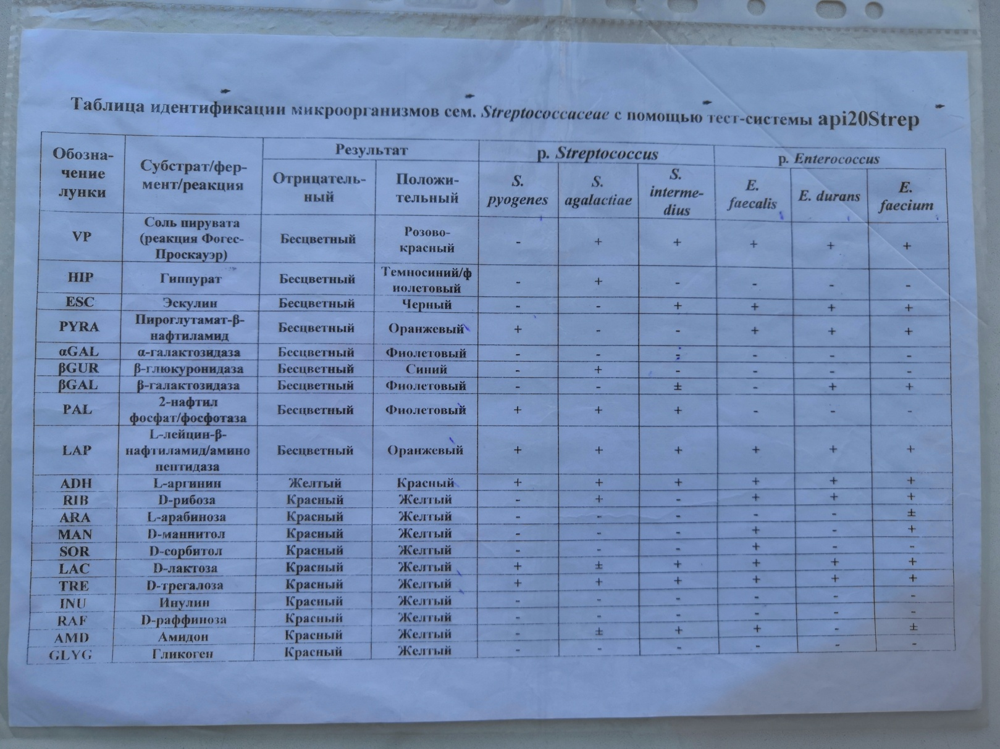 Таблица идентификации микроорганизмов сем. Streptococcaceae с помощью тест-системы api20Strep
Обозна-
чение
лунки
Субстрат/фер-
мент/реакция
Результат
р. Streptococcus
р. Enterococcus
Отрицатель-
ный
Положи-
тельный
S.
pyogenes
S.
agalactiae
S.
interme-
dius
E.
faecalis
E. durans
E.
faecium
VP
Соль пирувата
(реакция Фогес-
Проскауэр)
Бесцветный
Розово-
красный
- + + + + +
HIP
Гиппурат
Бесцветный
Темносиний/ф
иолетовый
- + - - - -
ESC Эскулин Бесцветный Черный - - + + + +
PYRA
Пироглутамат-β-
нафтиламид
Бесцветный Оранжевый + - - + + +
αGAL α-галактозидаза Бесцветный Фиолетовый - - - - - -
βGUR β-глюкуронидаза Бесцветный Синий - + - - - -
βGAL β-галактозидаза Бесцветный Фиолетовый - - ± - + +
PAL
2-нафтил
фосфат/фосфотаза
Бесцветный Фиолетовый + + + - - -
LAP
L-лейцин-β-
нафтиламид/амино
пептидаза
Бесцветный Оранжевый + + + + + +
ADH L-аргинин Желтый Красный + + + + + +
RIB D-рибоза Красный Желтый - + - + + +
ARA L-арабиноза Красный Желтый - - - - - ±
MAN D-маннитол Красный Желтый - - - + - +
SOR D-сорбитол Красный Желтый - - - + - -
LAC D-лактоза Красный Желтый + ± + + + +
TRE D-трегалоза Красный Желтый + + + + + +
INU Инулин Красный Желтый - - - - - -
RAF D-раффиноза Красный Желтый - - - - - -
AMD Амидон Красный Желтый - ± + + - ±
GLYG Гликоген Красный Желтый - - - - - -